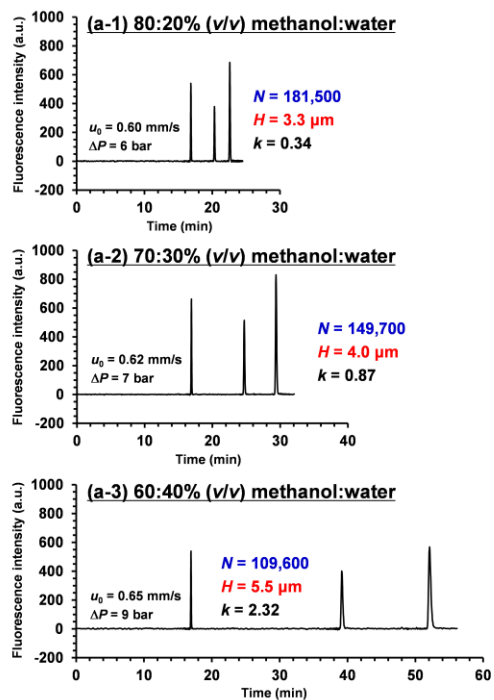 (a-1) 80:20% (v/v) methanol:water
Fluorescence intensity (a.u.)
1000
800
600
400
200
0
-200
u0 = 0.60 mm/s
ΔP = 6 bar
N = 181,500
H = 3.3 µm
k = 0.34
0 10 20 30
Time (min)
(a-2) 70:30% (v/v) methanol:water
Fluorescence intensity (a.u.)
1000
800
600
400
200
0
-200
u0 = 0.62 mm/s
ΔP = 7 bar
N = 149,700
H = 4.0 µm
k = 0.87
0 10 20 30 40
Time (min)
(a-3) 60:40% (v/v) methanol:water
Fluorescence intensity (a.u.)
1000
800
600
400
200
0
-200
u0 = 0.65 mm/s
ΔP = 9 bar
N = 109,600
H = 5.5 µm
k = 2.32
0 10 20 30 40 50 60
Time (min)